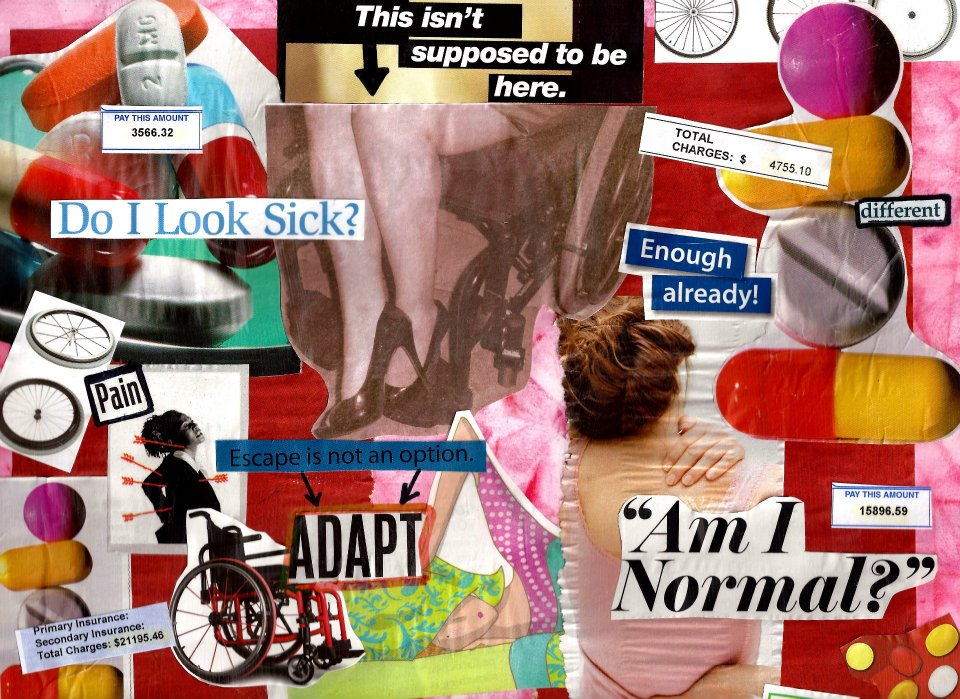 This isn't
supposed to be
here.
PAY THIS AMOUNT
3566.32
TOTAL
CHARGES: $ 4755.10
Do I Look Sick?
different
Enough
already!
Pain
Escape is not an option.
ADAPT
PAY THIS AMOUNT
15896.59
"Am I
Normal?"
Primary Insurance:
Secondary Insurance:
Total Charges: $21195.46